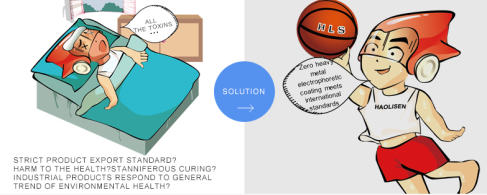 ALL
THE TOXINS
...
STRICT PRODUCT EXPORT STANDARD?
HARM TO THE HEALTH?STANNIFEROUS CURING?
INDUSTRIAL PRODUCTS RESPOND TO GENERAL
TREND OF ENVIRONMENTAL HEALTH?
SOLUTION
H L S
Zero heavy
metal
electrophoretic
coating meets
international
standards
HAOLISEN